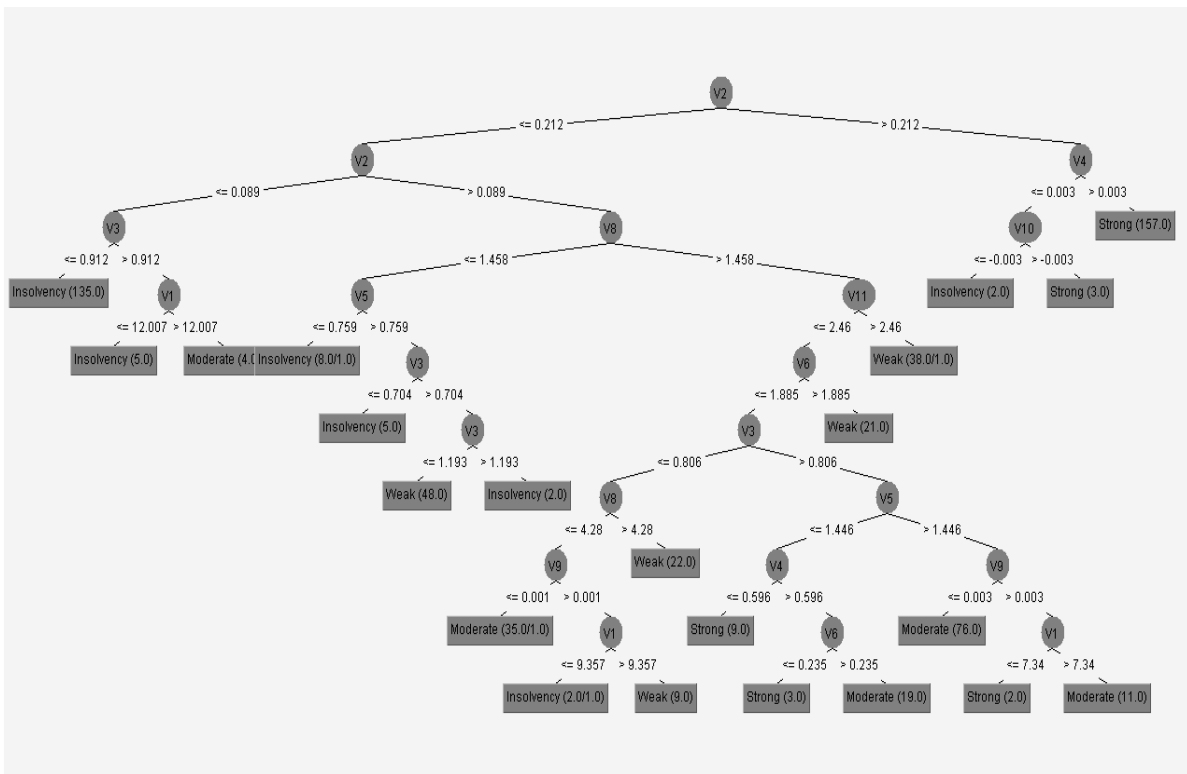 V2
<= 0.212 > 0.212
V2 V4
<= 0.089 > 0.089 <= 0.003 > 0.003
V3 V8 V10 Strong (157.0)
<= 0.912 > 0.912 <= 1.458 > 1.458 <= -0.003 > -0.003
Insolvency (135.0) V1 V5 V11 Insolvency (2.0) Strong (3.0)
<= 12.007 > 12.007 <= 0.759 > 0.759 <= 2.46 > 2.46
Insolvency (5.0) Moderate (4.0 Insolvency (8.0/1.0) V3 V6 Weak (38.0/1.0)
<= 0.704 > 0.704 <= 1.885 > 1.885
Insolvency (5.0) V3 V3 Weak (21.0)
<= 1.193 > 1.193 <= 0.806 > 0.806
Weak (48.0) Insolvency (2.0) V8 V5
<= 4.28 > 4.28 <= 1.446 > 1.446
V9 Weak (22.0) V4 V9
<= 0.001 > 0.001 <= 0.596 > 0.596 <= 0.003 > 0.003
Moderate (35.0/1.0) V1 Strong (9.0) V6 Moderate (76.0) V1
<= 9.357 > 9.357 <= 0.235 > 0.235 <= 7.34 > 7.34
Insolvency (2.0/1.0) Weak (9.0) Strong (3.0) Moderate (19.0) Strong (2.0) Moderate (11.0)